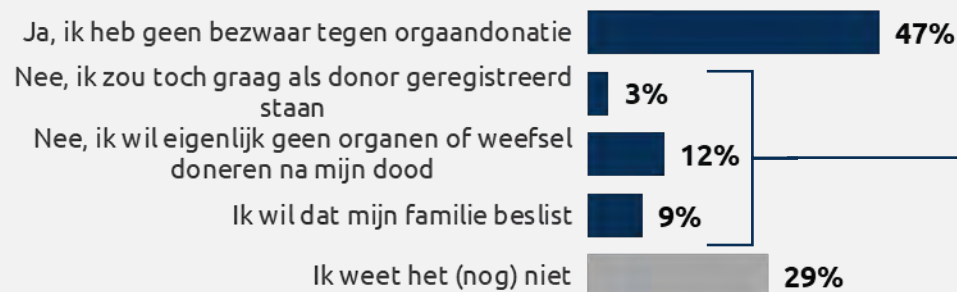 Ja, ik heb geen bezwaar tegen orgaandonatie 47%
Nee, ik zou toch graag als donor geregistreerd
staan 3%
Nee, ik wil eigenlijk geen organen of weefsel
doneren na mijn dood 12%
Ik wil dat mijn familie beslist 9%
Ik weet het (nog) niet 29%